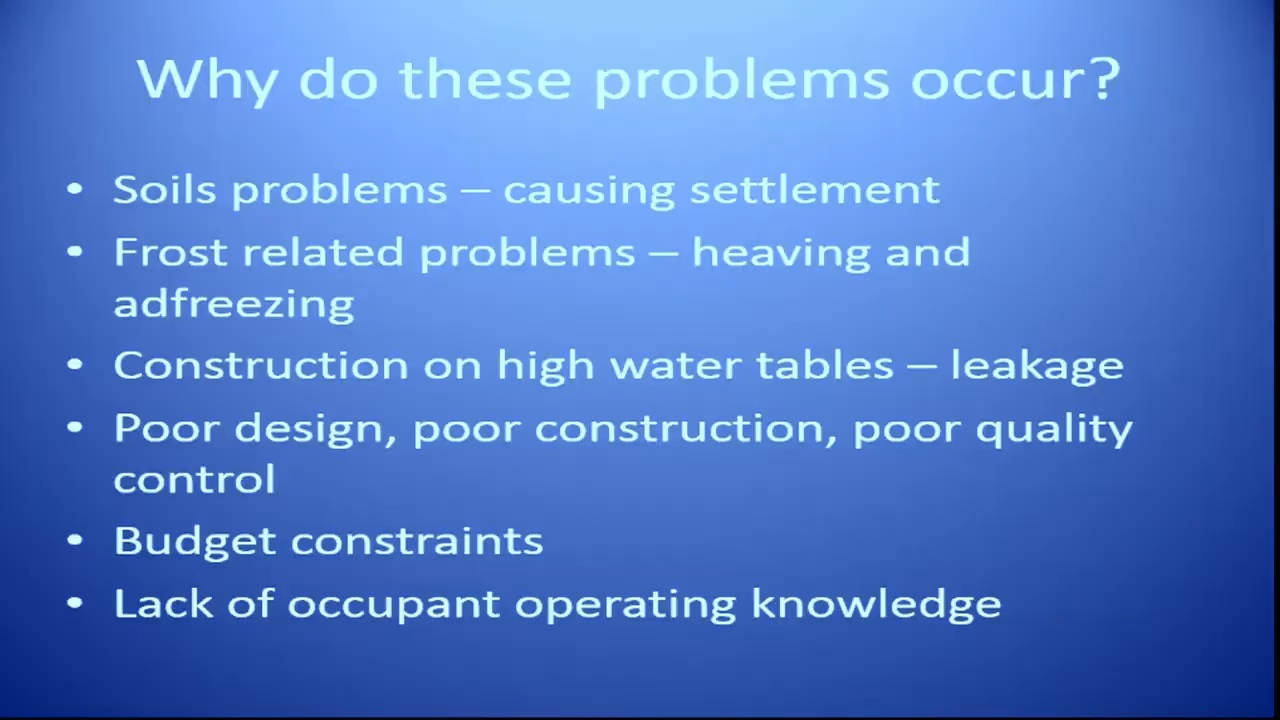 Why do these problems occur?
• Soils problems – causing settlement
• Frost related problems – heaving and
adfreezing
• Construction on high water tables – leakage
• Poor design, poor construction, poor quality
control
• Budget constraints
• Lack of occupant operating knowledge